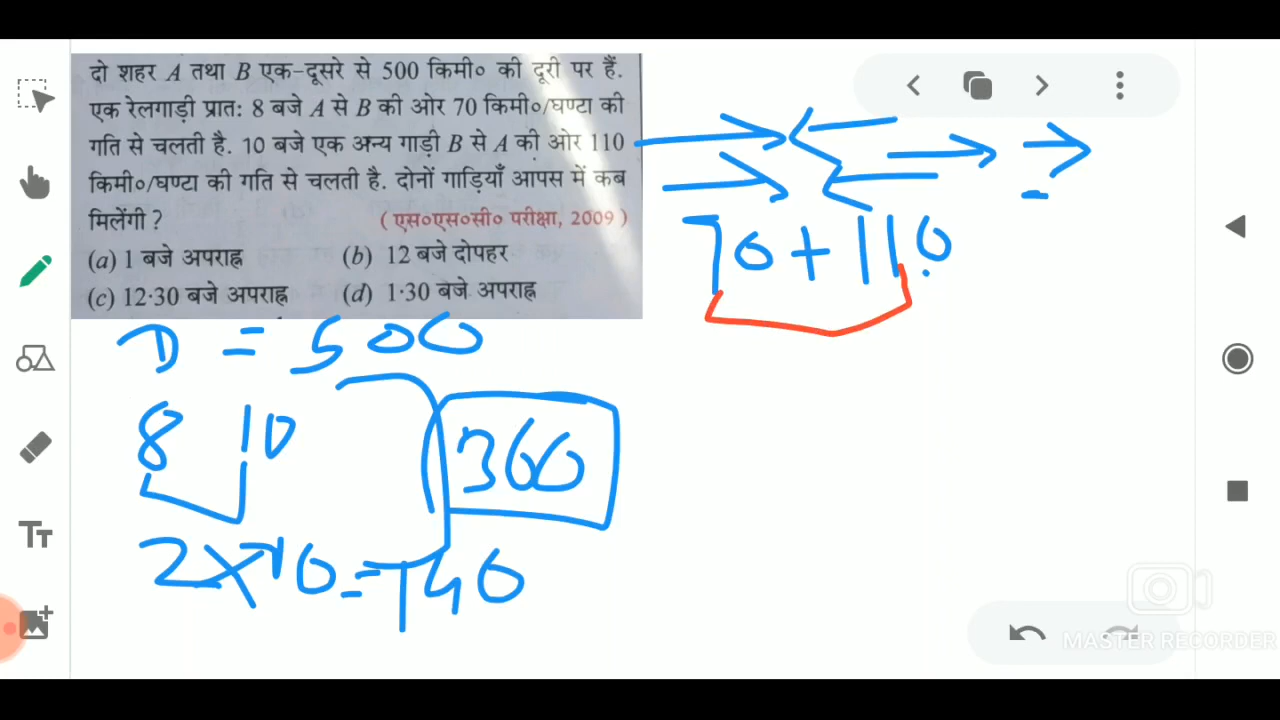 दो शहर A तथा B एक-दूसरे से 500 किमी० की दूरी पर हैं.
एक रेलगाड़ी प्रात: 8 बजे A से B की ओर 70 किमी०/घण्टा की
गति से चलती है. 10 बजे एक अन्य गाड़ी B से A की ओर 110
किमी०/घण्टा की गति से चलती है. दोनों गाड़ियाँ आपस में कब
मिलेंगी ?
( एस०एस०सी० परीक्षा, 2009 )
(a) 1 बजे अपराह्न (b) 12 बजे दोपहर
(c) 12·30 बजे अपराह्न (d) 1·30 बजे अपराह्न
70 + 110
D = 500
8 10
360
2×70=140
Tт
MASTER RECORDER